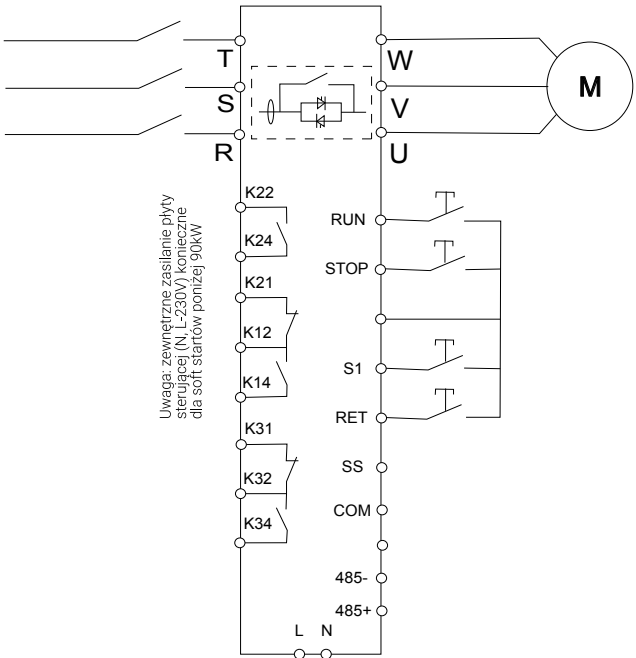 T
S
R
W
V
U
M
K22
K24
K21
K12
K14
K31
K32
K34
RUN
STOP
S1
RET
SS
COM
485-
485+
L N
Uwaga: zewnętrzne zasilanie płyty
sterującej (N, L-230V) konieczne
dla soft startów poniżej 90kW